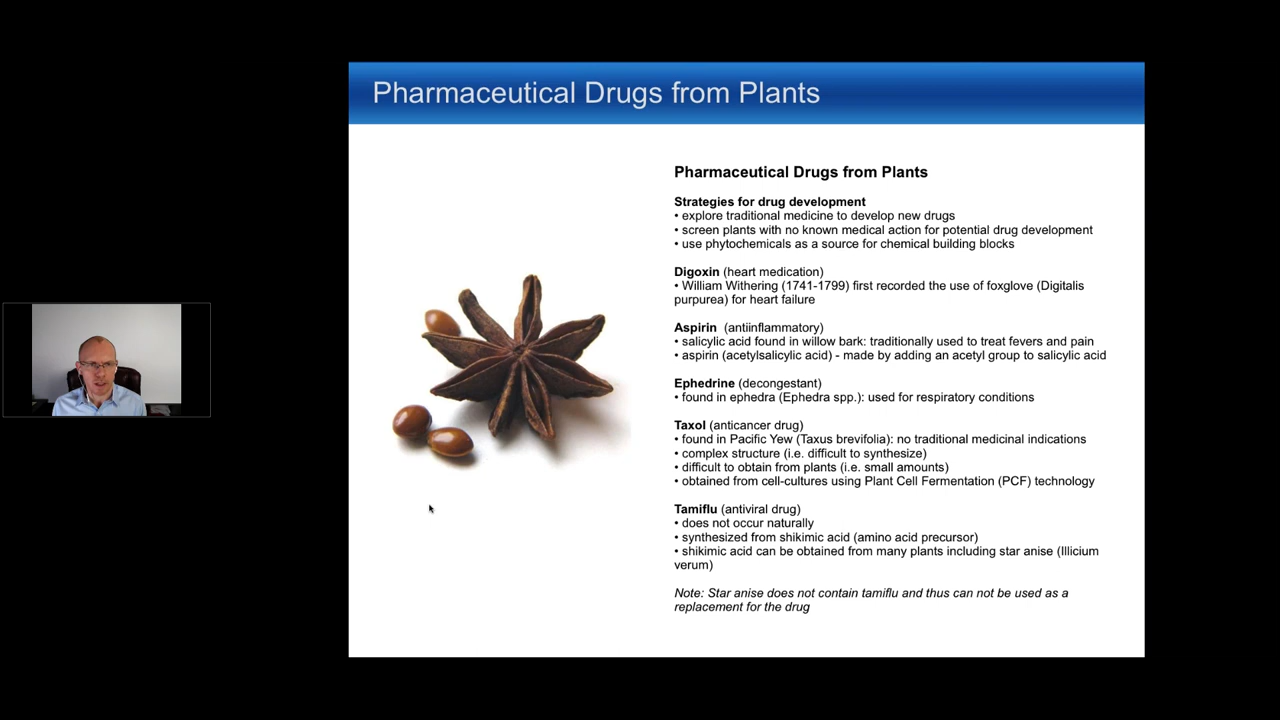 Pharmaceutical Drugs from Plants
Pharmaceutical Drugs from Plants
Strategies for drug development
• explore traditional medicine to develop new drugs
• screen plants with no known medical action for potential drug development
• use phytochemicals as a source for chemical building blocks
Digoxin (heart medication)
• William Withering (1741-1799) first recorded the use of foxglove (Digitalis
purpurea) for heart failure
Aspirin (antiinflammatory)
• salicylic acid found in willow bark: traditionally used to treat fevers and pain
• aspirin (acetylsalicylic acid) - made by adding an acetyl group to salicylic acid
Ephedrine (decongestant)
• found in ephedra (Ephedra spp.): used for respiratory conditions
Taxol (anticancer drug)
• found in Pacific Yew (Taxus brevifolia): no traditional medicinal indications
• complex structure (i.e. difficult to synthesize)
• difficult to obtain from plants (i.e. small amounts)
• obtained from cell-cultures using Plant Cell Fermentation (PCF) technology
Tamiflu (antiviral drug)
• does not occur naturally
• synthesized from shikimic acid (amino acid precursor)
• shikimic acid can be obtained from many plants including star anise (Illicium
verum)
Note: Star anise does not contain tamiflu and thus can not be used as a
replacement for the drug